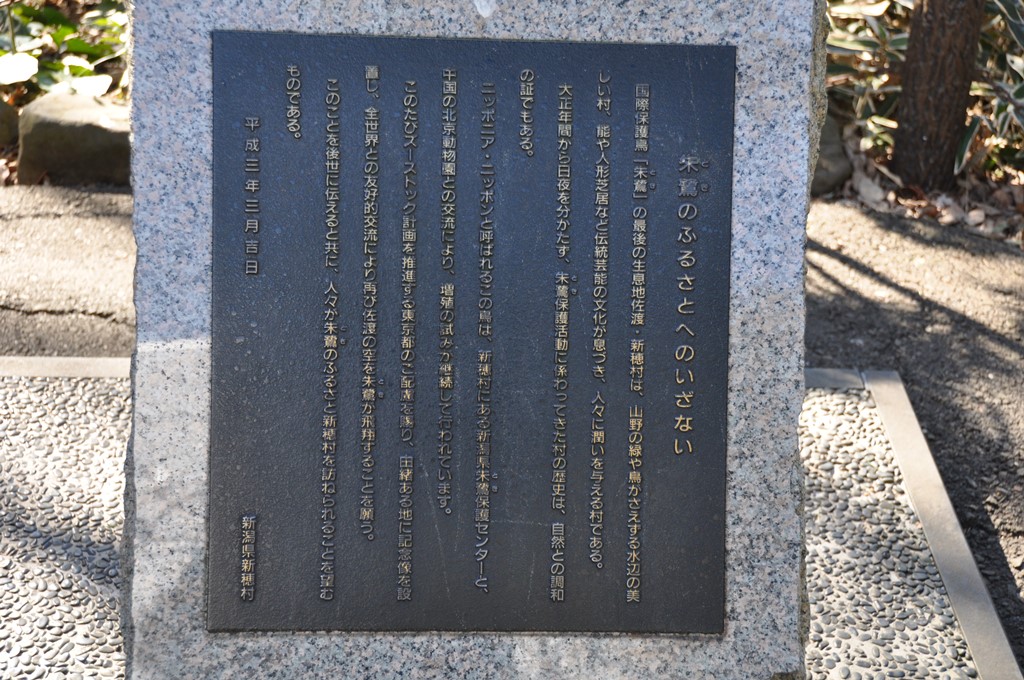 朱鷺のふるさとへのいざない
国際保護鳥「朱鷺」の最後の生息地佐渡・新穂村は、山野の緑や鳥がさえずる水辺の美
しい村、能や人形芝居など伝統芸能の文化が息づき、人々に潤いを与える村である。
大正年間から日夜を分かたず、朱鷺保護活動に係わってきた村の歴史は、自然との調和
の証でもある。
ニッポニア・ニッポンと呼ばれるこの鳥は、新穂村にある新潟県朱鷺保護センターと、
中国の北京動物園との交流により、増殖の試みが継続して行われています。
このたびズーストック計画を推進する東京都のご配慮を賜り、由緒ある地に記念像を設
置し、全世界との友好的交流により再び佐渡の空を朱鷺が飛翔することを願う。
このことを後世に伝えると共に、人々が朱鷺のふるさと新穂村を訪ねられることを望む
ものである。
平成三年三月吉日
新潟県新穂村